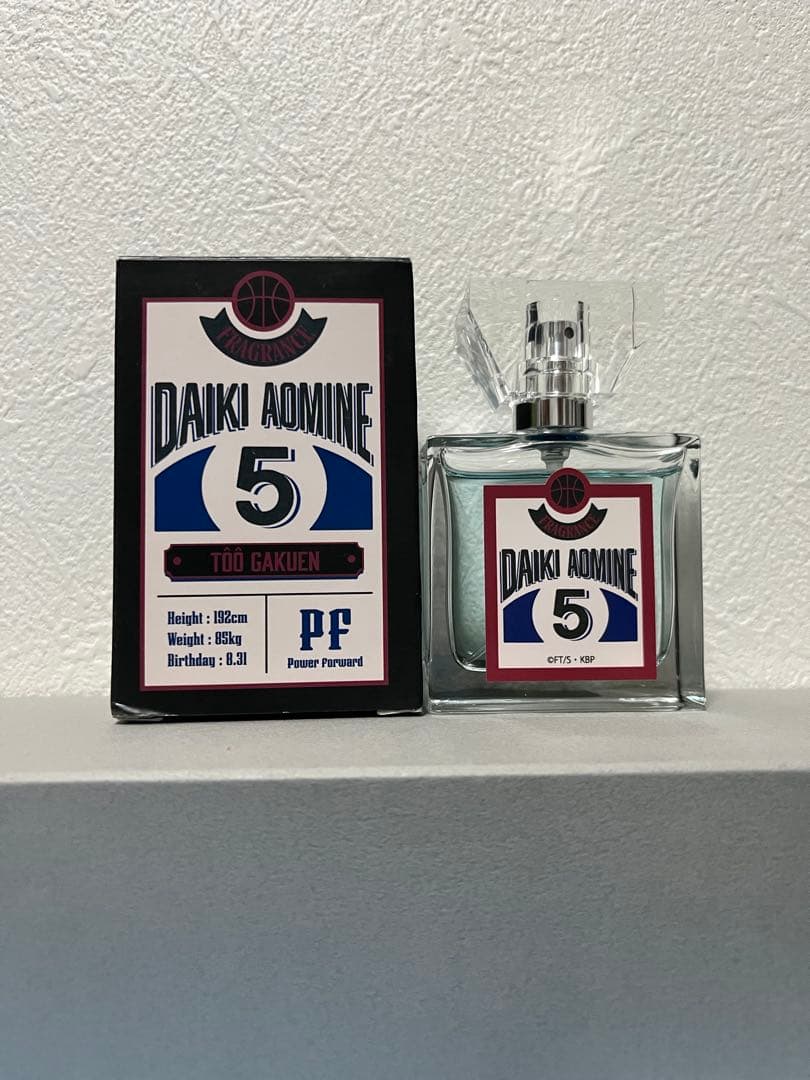 FRAGRANCE
DAIKI AOMINE
5
TÔÔ GAKUEN
Height : 192cm
Weight : 85kg
Birthday : 8.31
PF
Power Forward
FRAGRANCE
DAIKI AOMINE
5
©FT/S・KBP